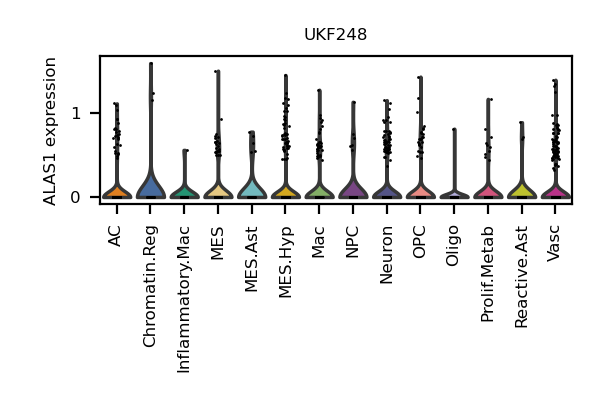 UKF248
ALAS1 expression
1
0
AC
Chromatin.Reg
Inflammatory.Mac
MES
MES.Ast
MES.Hyp
Mac
NPC
Neuron
OPC
Oligo
Prolif.Metab
Reactive.Ast
Vasc